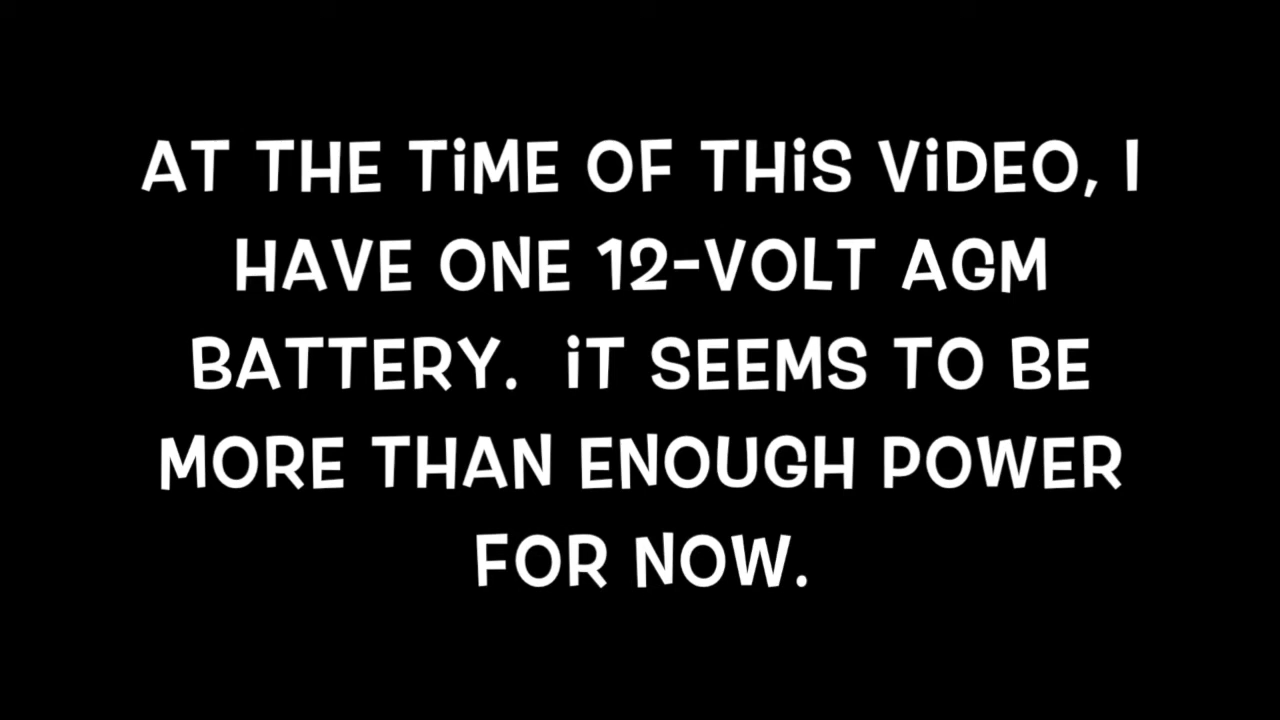 AT THE TiME OF THiS ViDEO, I
HAVE ONE 12-VOLT AGM
BATTERY.  iT SEEMS TO BE
MORE THAN ENOUGH POWER
FOR NOW.